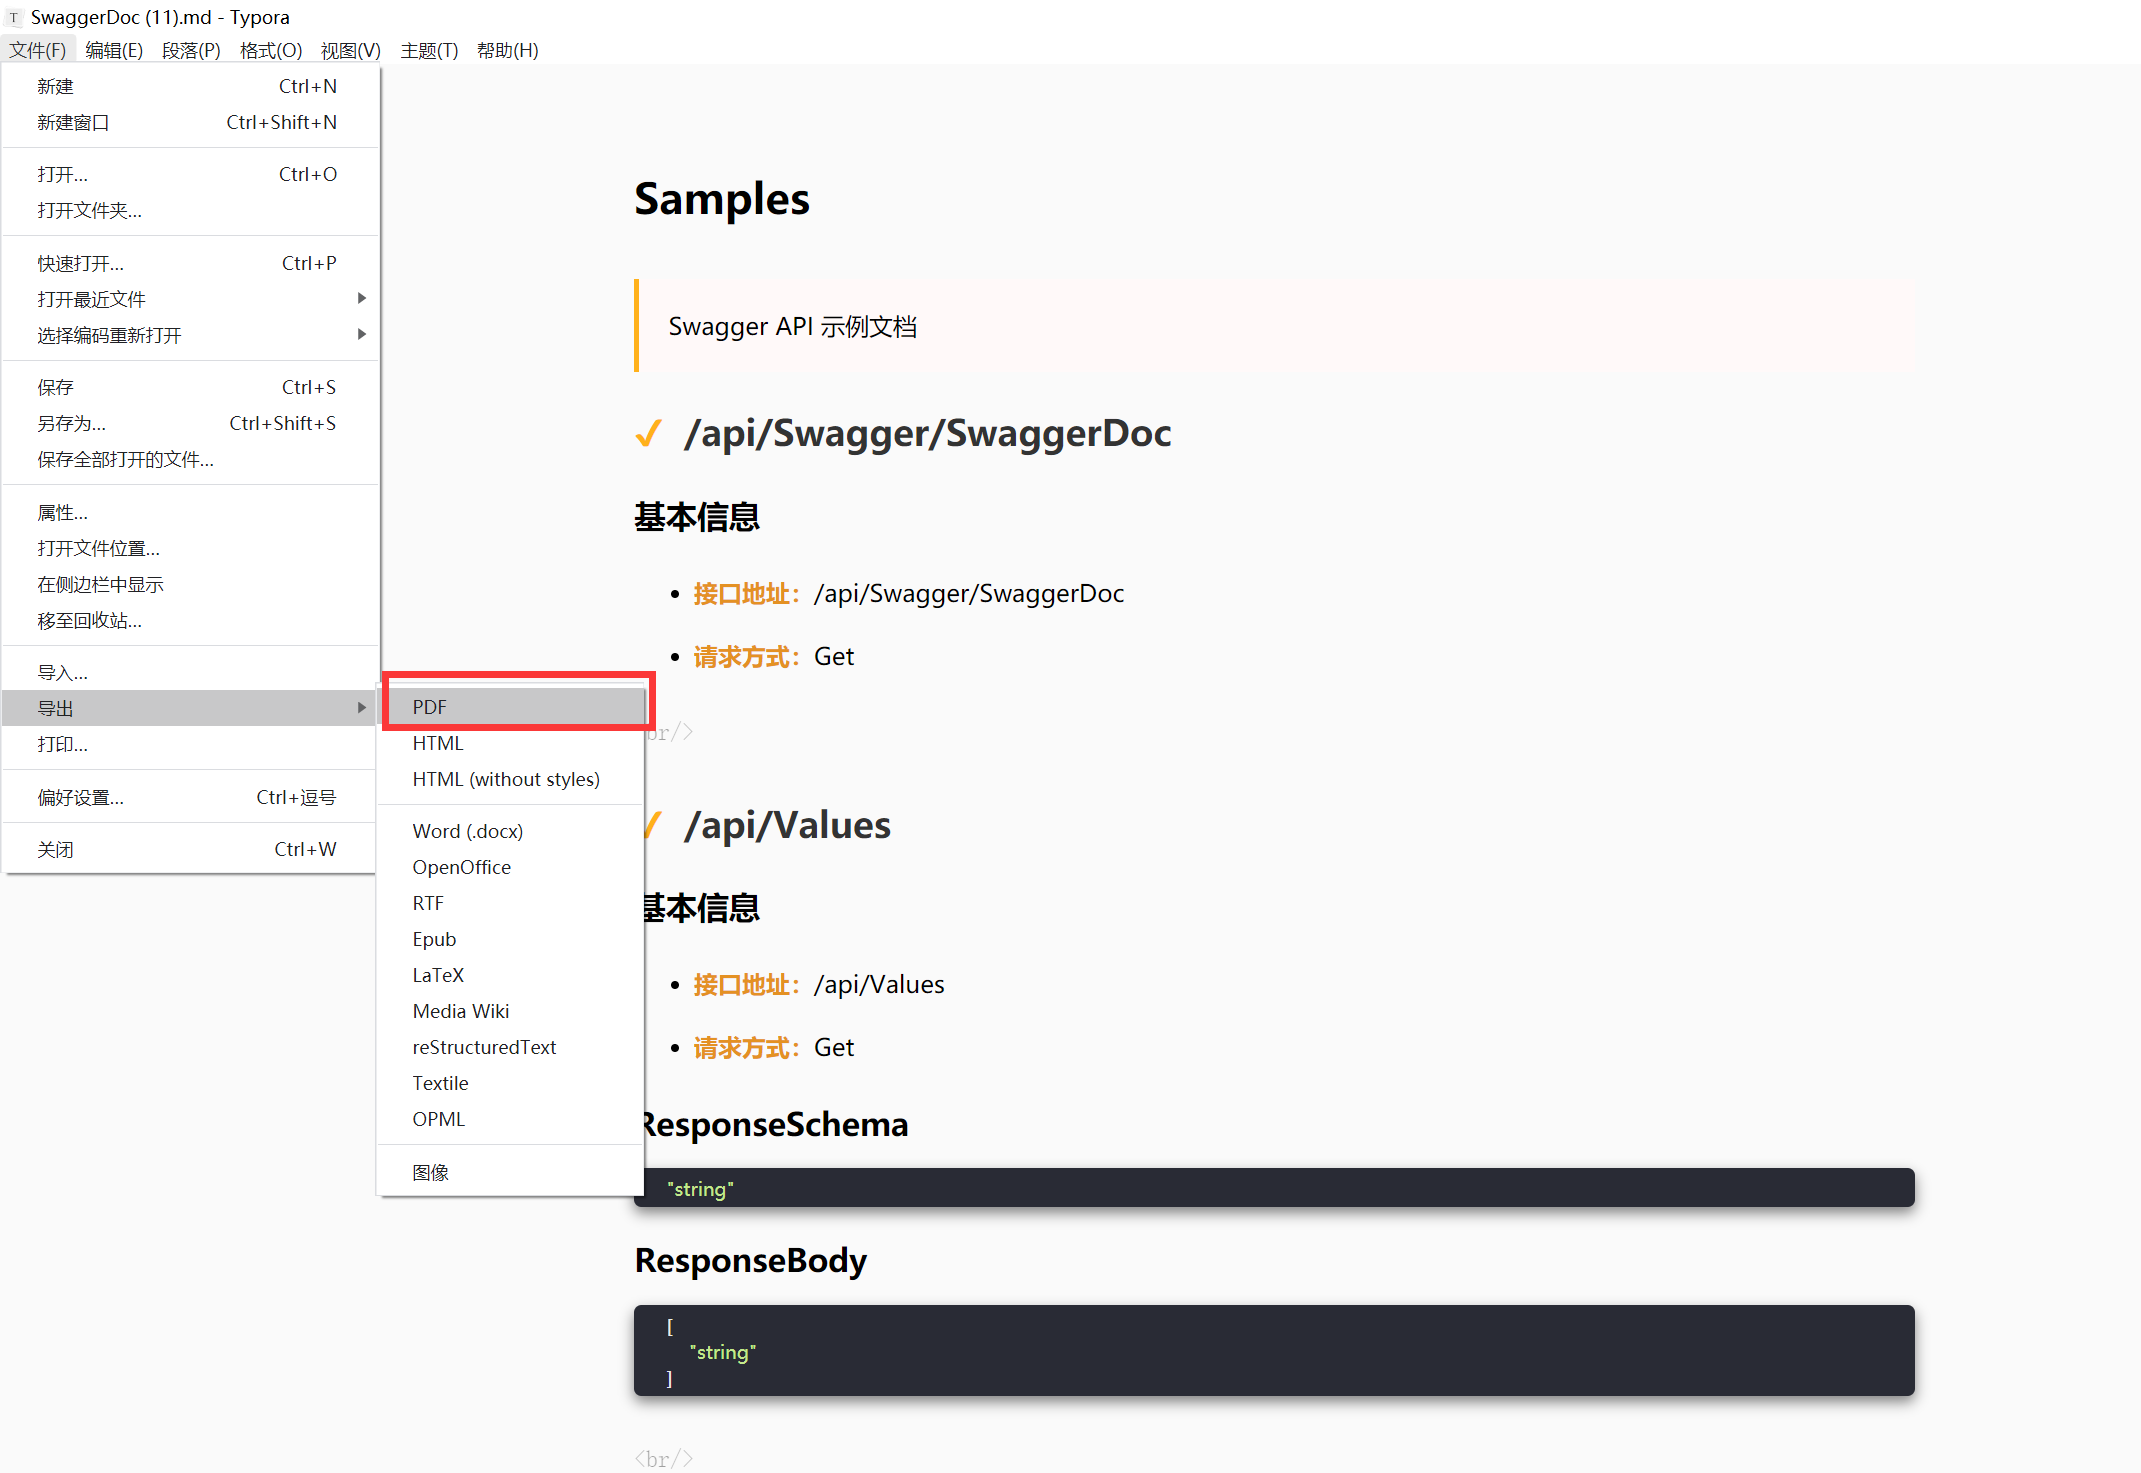 SwaggerDoc (11).md - Typora
文件(F) 编辑(E) 段落(P) 格式(O) 视图(V) 主题(T) 帮助(H)
新建 Ctrl+N
新建窗口 Ctrl+Shift+N
打开... Ctrl+O
打开文件夹...
快速打开... Ctrl+P
打开最近文件
选择编码重新打开
保存 Ctrl+S
另存为... Ctrl+Shift+S
保存全部打开的文件...
属性...
打开文件位置...
在侧边栏中显示
移至回收站...
导入...
导出
打印...
偏好设置... Ctrl+逗号
关闭 Ctrl+W
PDF
HTML
HTML (without styles)
Word (.docx)
OpenOffice
RTF
Epub
LaTeX
Media Wiki
reStructuredText
Textile
OPML
图像
Samples
Swagger API 示例文档
✓ /api/Swagger/SwaggerDoc
基本信息
• 接口地址：/api/Swagger/SwaggerDoc
• 请求方式：Get
br/>
✓ /api/Values
基本信息
• 接口地址：/api/Values
• 请求方式：Get
ResponseSchema
"string"
ResponseBody
[
"string"
]
<br/>